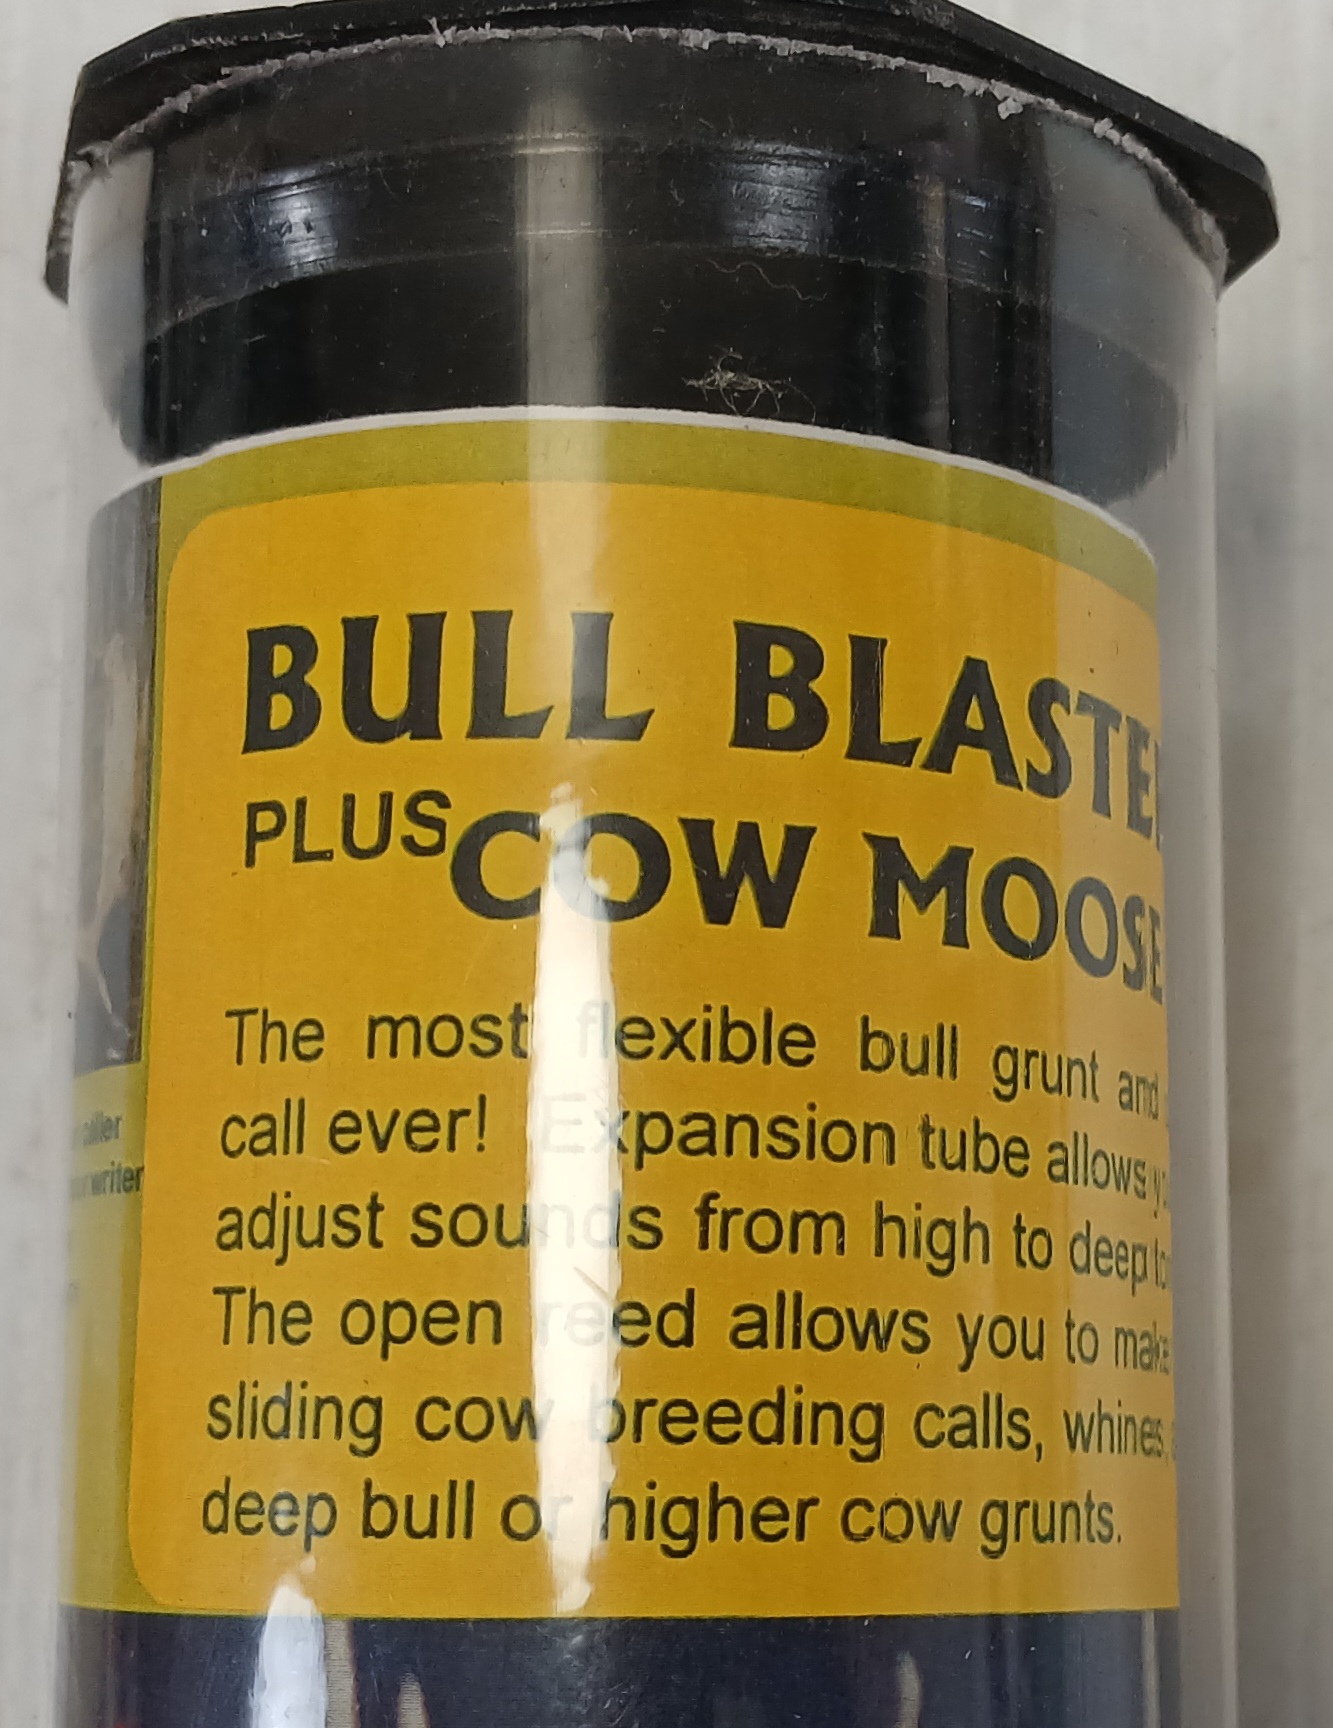 BULL BLASTE
PLUS COW MOOSE
The most flexible bull grunt and
call ever! Expansion tube allows
adjust sounds from high to deep
The open reed allows you to make
sliding cow breeding calls, whines,
deep bull or higher cow grunts.
caller
writer